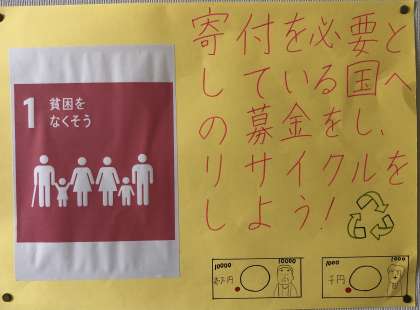 1 貧困を
なくそう
寄付を必要と
している国へ
の募金をし、
リサイクルを
しよう!
10000 10000
壱万円
1000 1000
千円